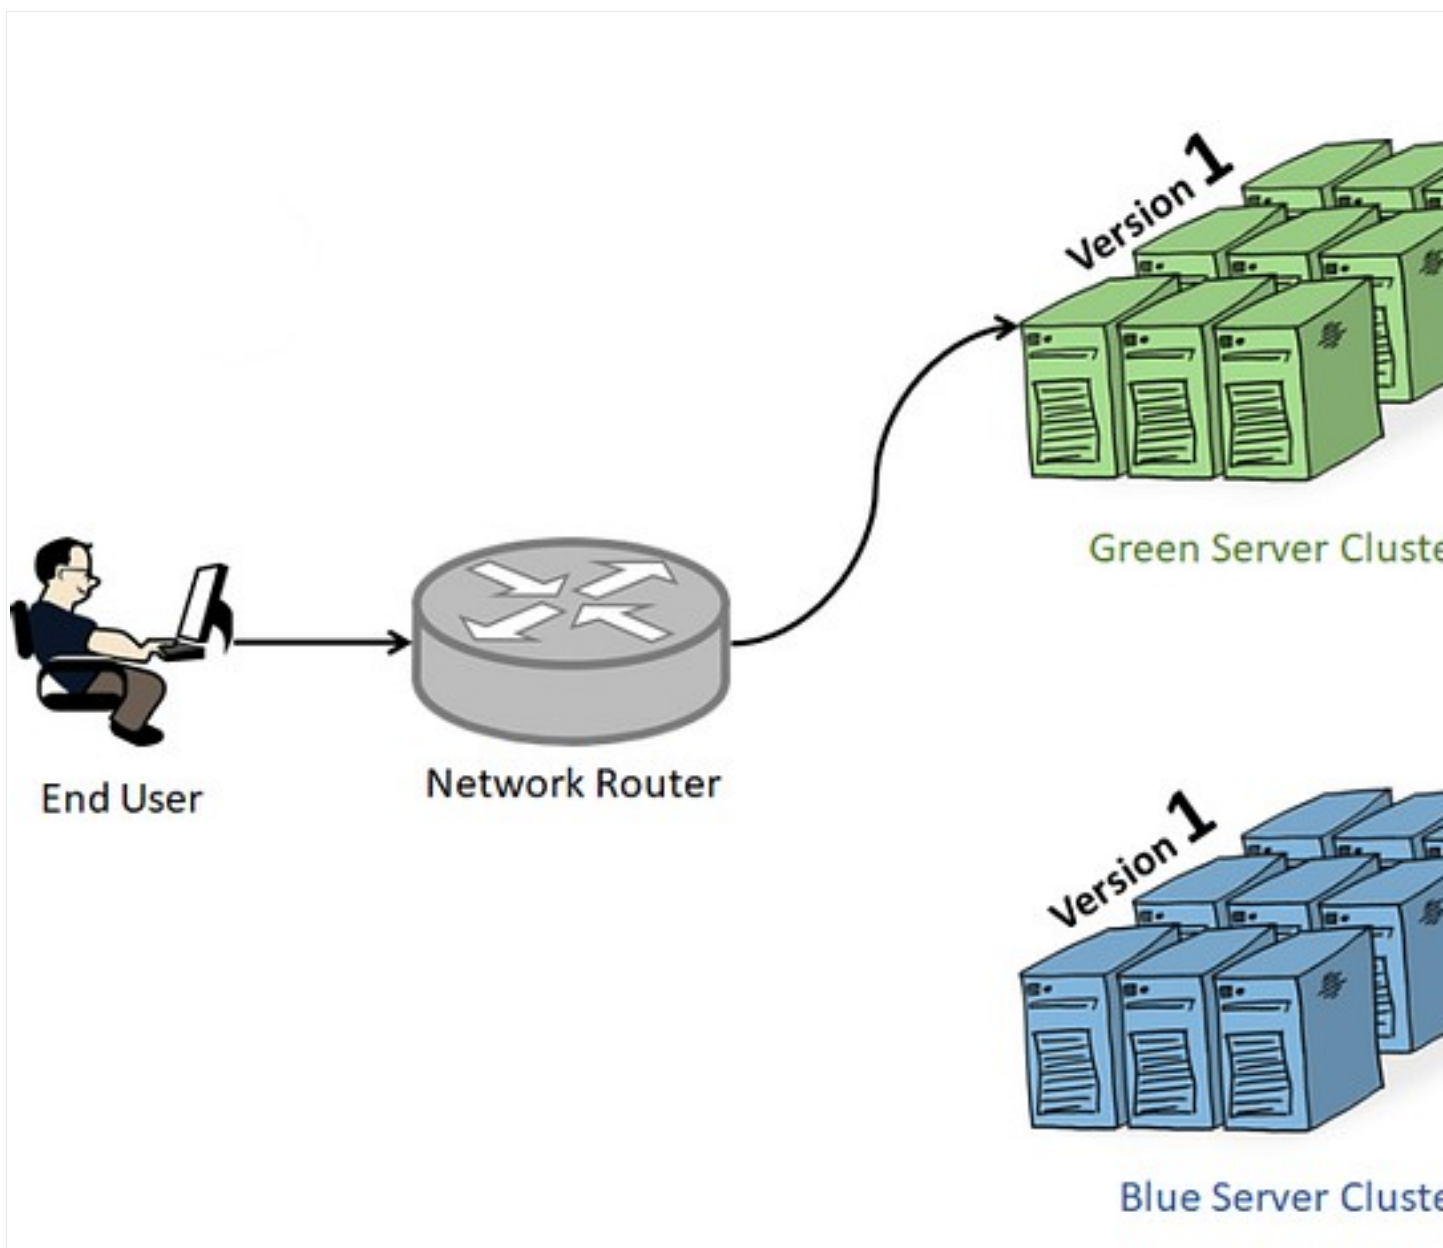 Version 1
Green Server Cluste
End User
Network Router
Version 1
Blue Server Cluste